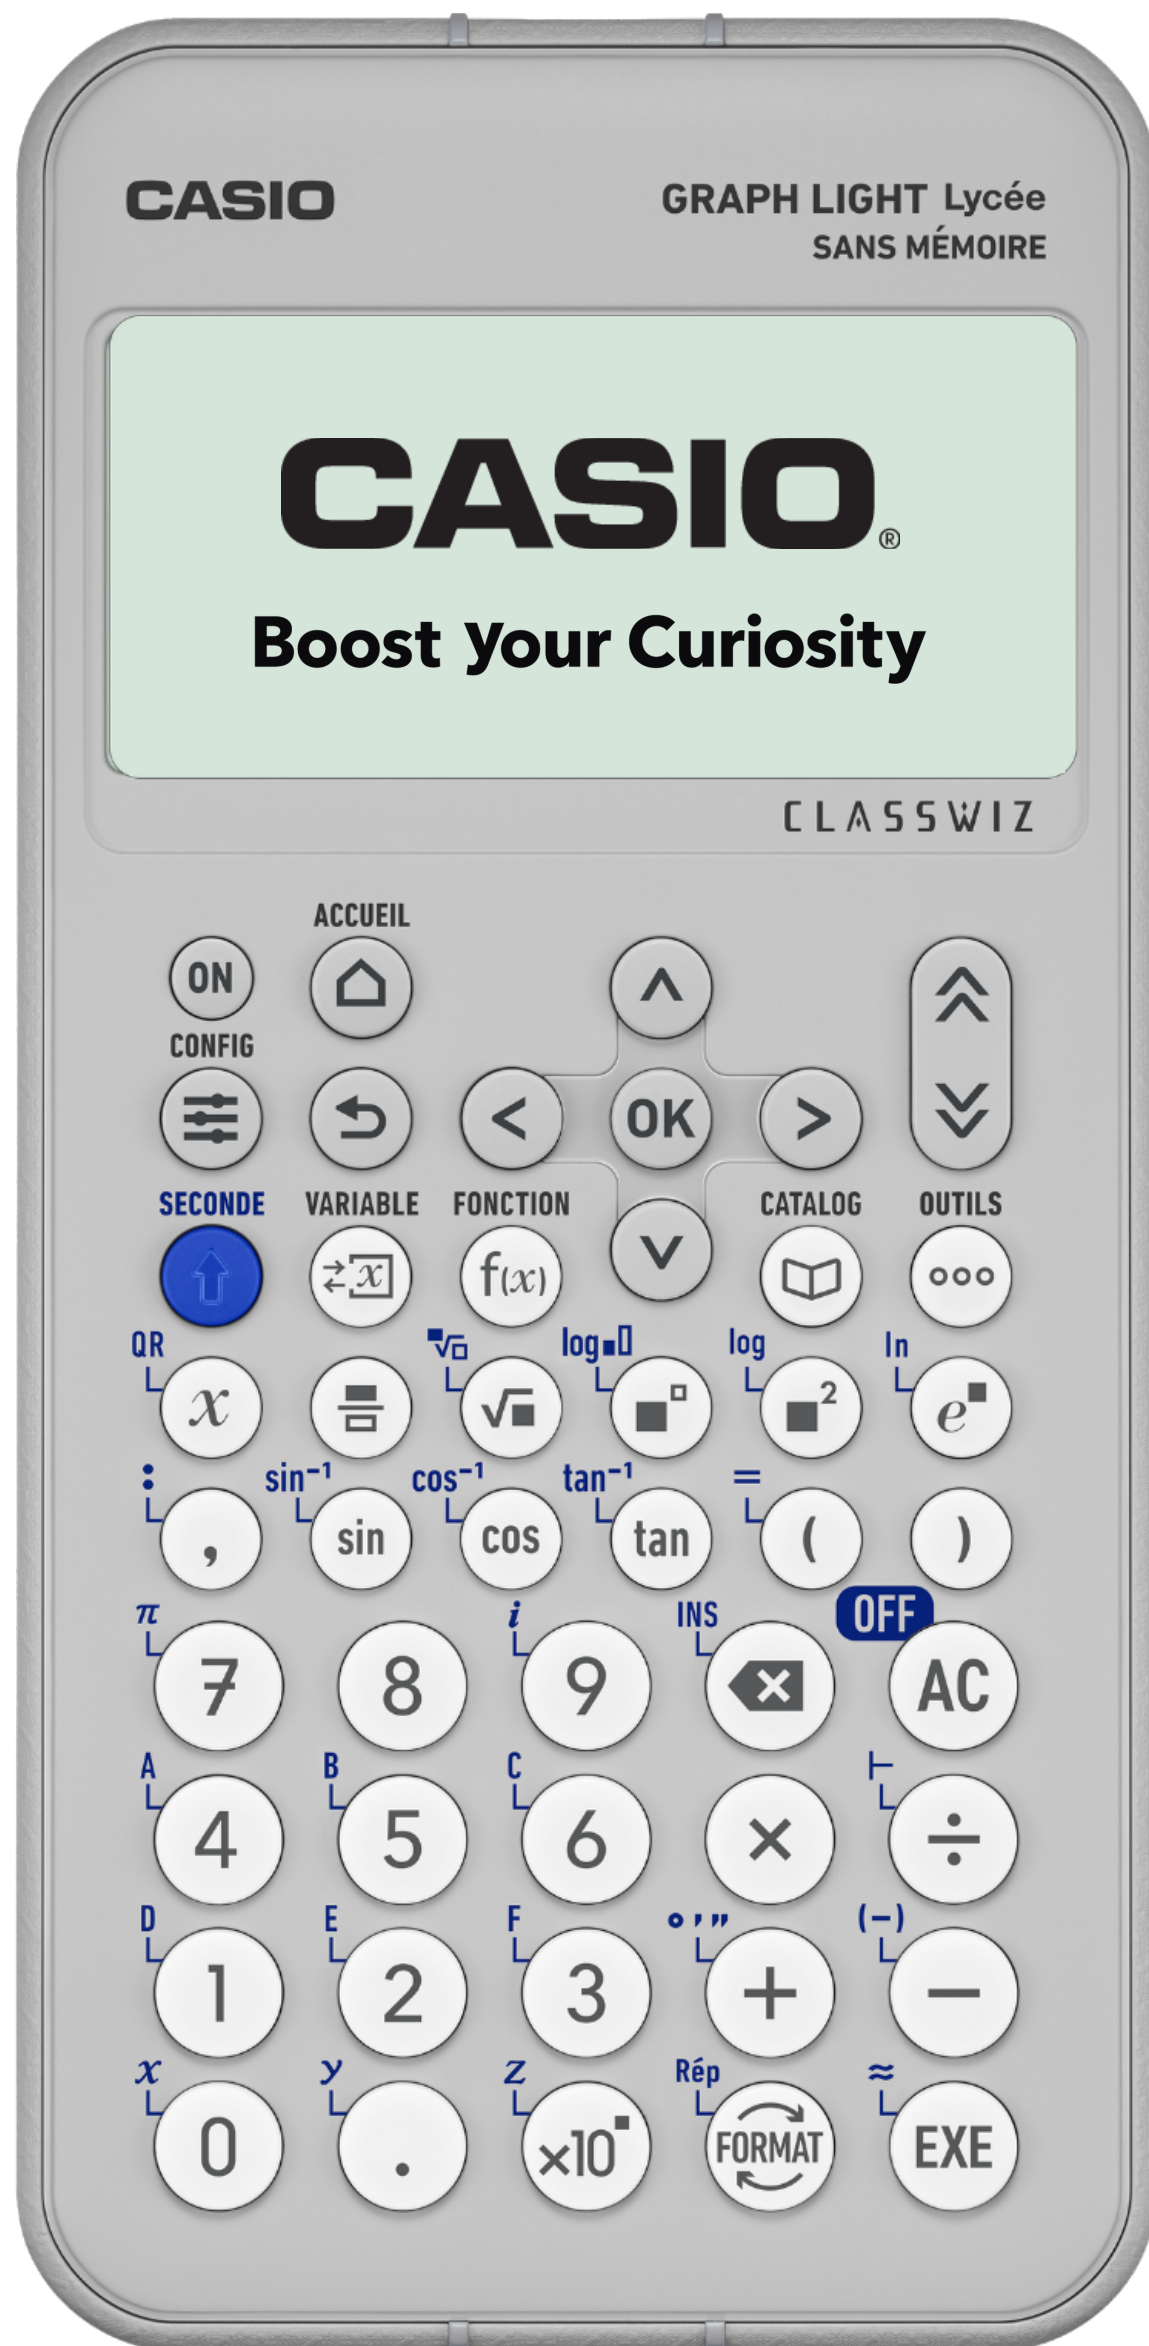 CASIO
GRAPH LIGHT Lycée
SANS MÉMOIRE
CASIO®
Boost your Curiosity
CLASSWIZ
ACCUEIL
ON
CONFIG
OK
SECONDE VARIABLE FONCTION CATALOG OUTILS
x f(x)
QR √ log log ln
x √■ ■ ■² e■
: sin⁻¹ cos⁻¹ tan⁻¹ =
, sin cos tan ( )
π i INS OFF
7 8 9 AC
A B C ⊢
4 5 6 × ÷
D E F ° ′ ″ (−)
1 2 3 + −
x y z Rép ≈
0 . ×10■ FORMAT EXE